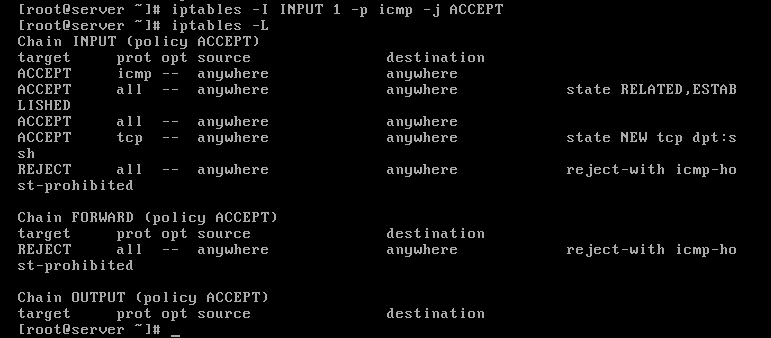 [root@server ~]# iptables -I INPUT 1 -p icmp -j ACCEPT
[root@server ~]# iptables -L
Chain INPUT (policy ACCEPT)
target     prot opt source               destination
ACCEPT     icmp --  anywhere             anywhere
ACCEPT     all  --  anywhere             anywhere            state RELATED,ESTAB
LISHED
ACCEPT     all  --  anywhere             anywhere
ACCEPT     tcp  --  anywhere             anywhere            state NEW tcp dpt:s
sh
REJECT     all  --  anywhere             anywhere            reject-with icmp-ho
st-prohibited

Chain FORWARD (policy ACCEPT)
target     prot opt source               destination
REJECT     all  --  anywhere             anywhere            reject-with icmp-ho
st-prohibited

Chain OUTPUT (policy ACCEPT)
target     prot opt source               destination
[root@server ~]# _